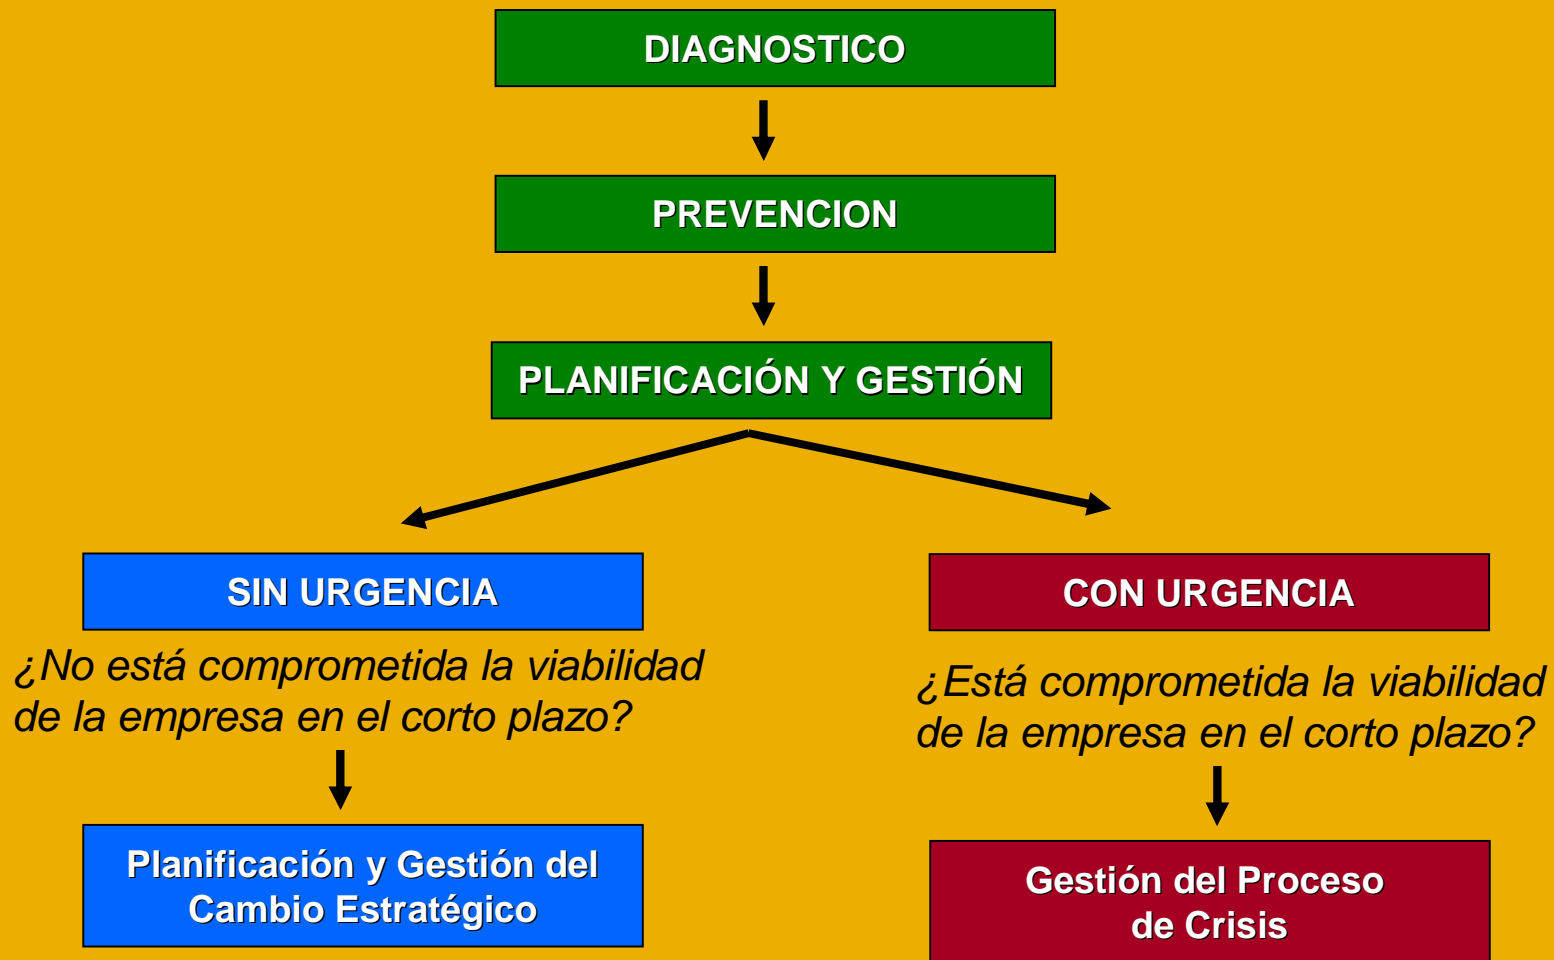 DIAGNOSTICO
PREVENCION
PLANIFICACIÓN Y GESTIÓN
SIN URGENCIA
¿No está comprometida la viabilidad
de la empresa en el corto plazo?
Planificación y Gestión del
Cambio Estratégico
CON URGENCIA
¿Está comprometida la viabilidad
de la empresa en el corto plazo?
Gestión del Proceso
de Crisis